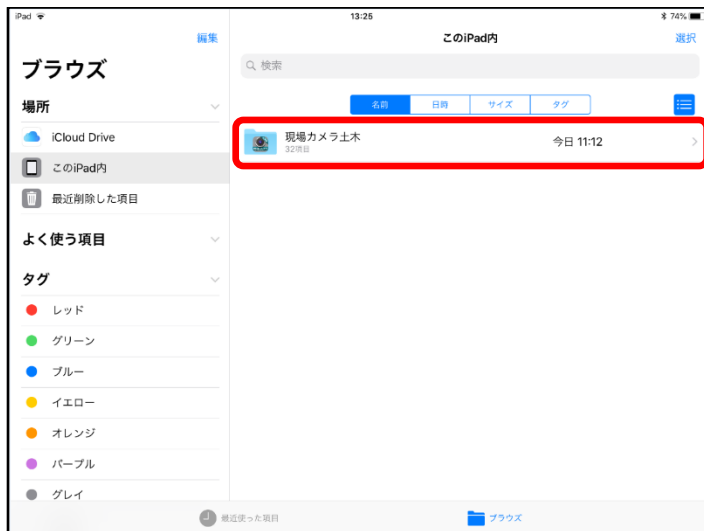 iPad 13:25 74%
編集
ブラウズ
場所
iCloud Drive
このiPad内
最近削除した項目
よく使う項目
タグ
レッド
グリーン
ブルー
イエロー
オレンジ
パープル
グレイ
このiPad内 選択
検索
名前 日時 サイズ タグ
現場カメラ土木 今日 11:12
32項目
最近使った項目 ブラウズ